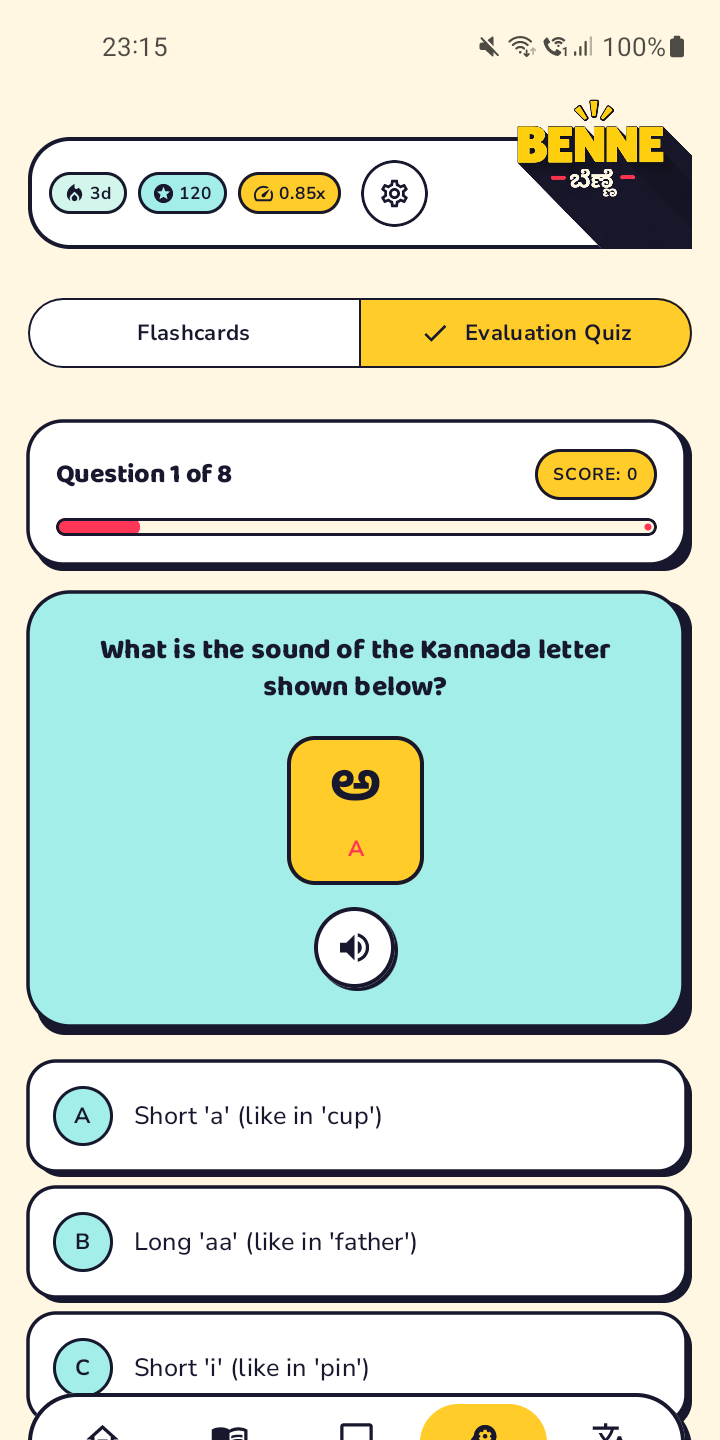 23:15
1
100%
BENNE
ಬೆಣ್ಣೆ
3d
120
0.85x
Flashcards
Evaluation Quiz
Question 1 of 8
SCORE: 0
What is the sound of the Kannada letter
shown below?
ಅ
A
A Short 'a' (like in 'cup')
B Long 'aa' (like in 'father')
C Short 'i' (like in 'pin')